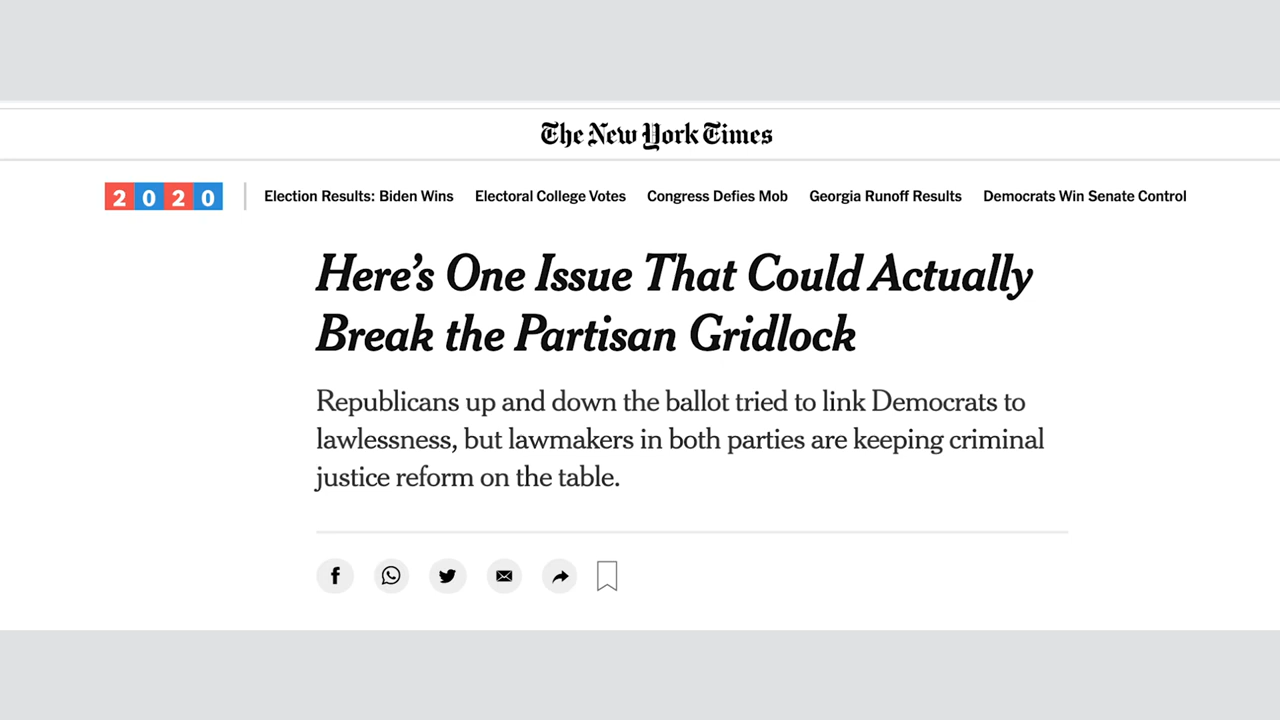 The New York Times
2020 Election Results: Biden Wins Electoral College Votes Congress Defies Mob Georgia Runoff Results Democrats Win Senate Control
Here’s One Issue That Could Actually
Break the Partisan Gridlock
Republicans up and down the ballot tried to link Democrats to
lawlessness, but lawmakers in both parties are keeping criminal
justice reform on the table.